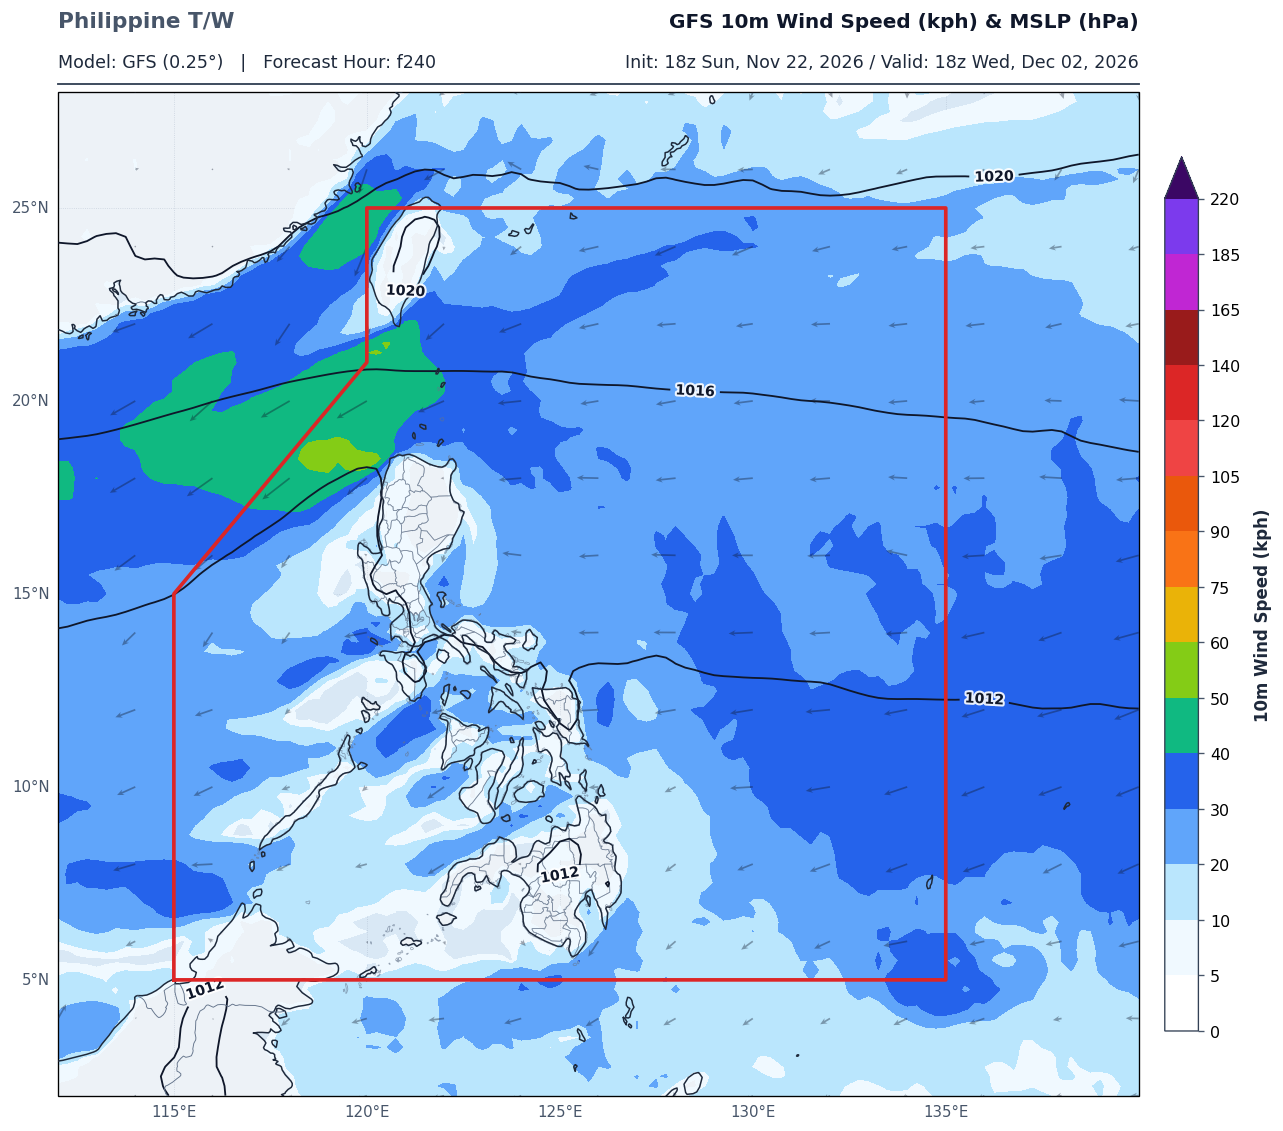 Philippine T/W
GFS 10m Wind Speed (kph) & MSLP (hPa)
Model: GFS (0.25°) | Forecast Hour: f240
Init: 18z Sun, Nov 22, 2026 / Valid: 18z Wed, Dec 02, 2026
25°N
20°N
15°N
10°N
5°N
115°E
120°E
125°E
130°E
135°E
1020
1020
1016
1012
1012
1012
220
185
165
140
120
105
90
75
60
50
40
30
20
10
5
0
10m Wind Speed (kph)